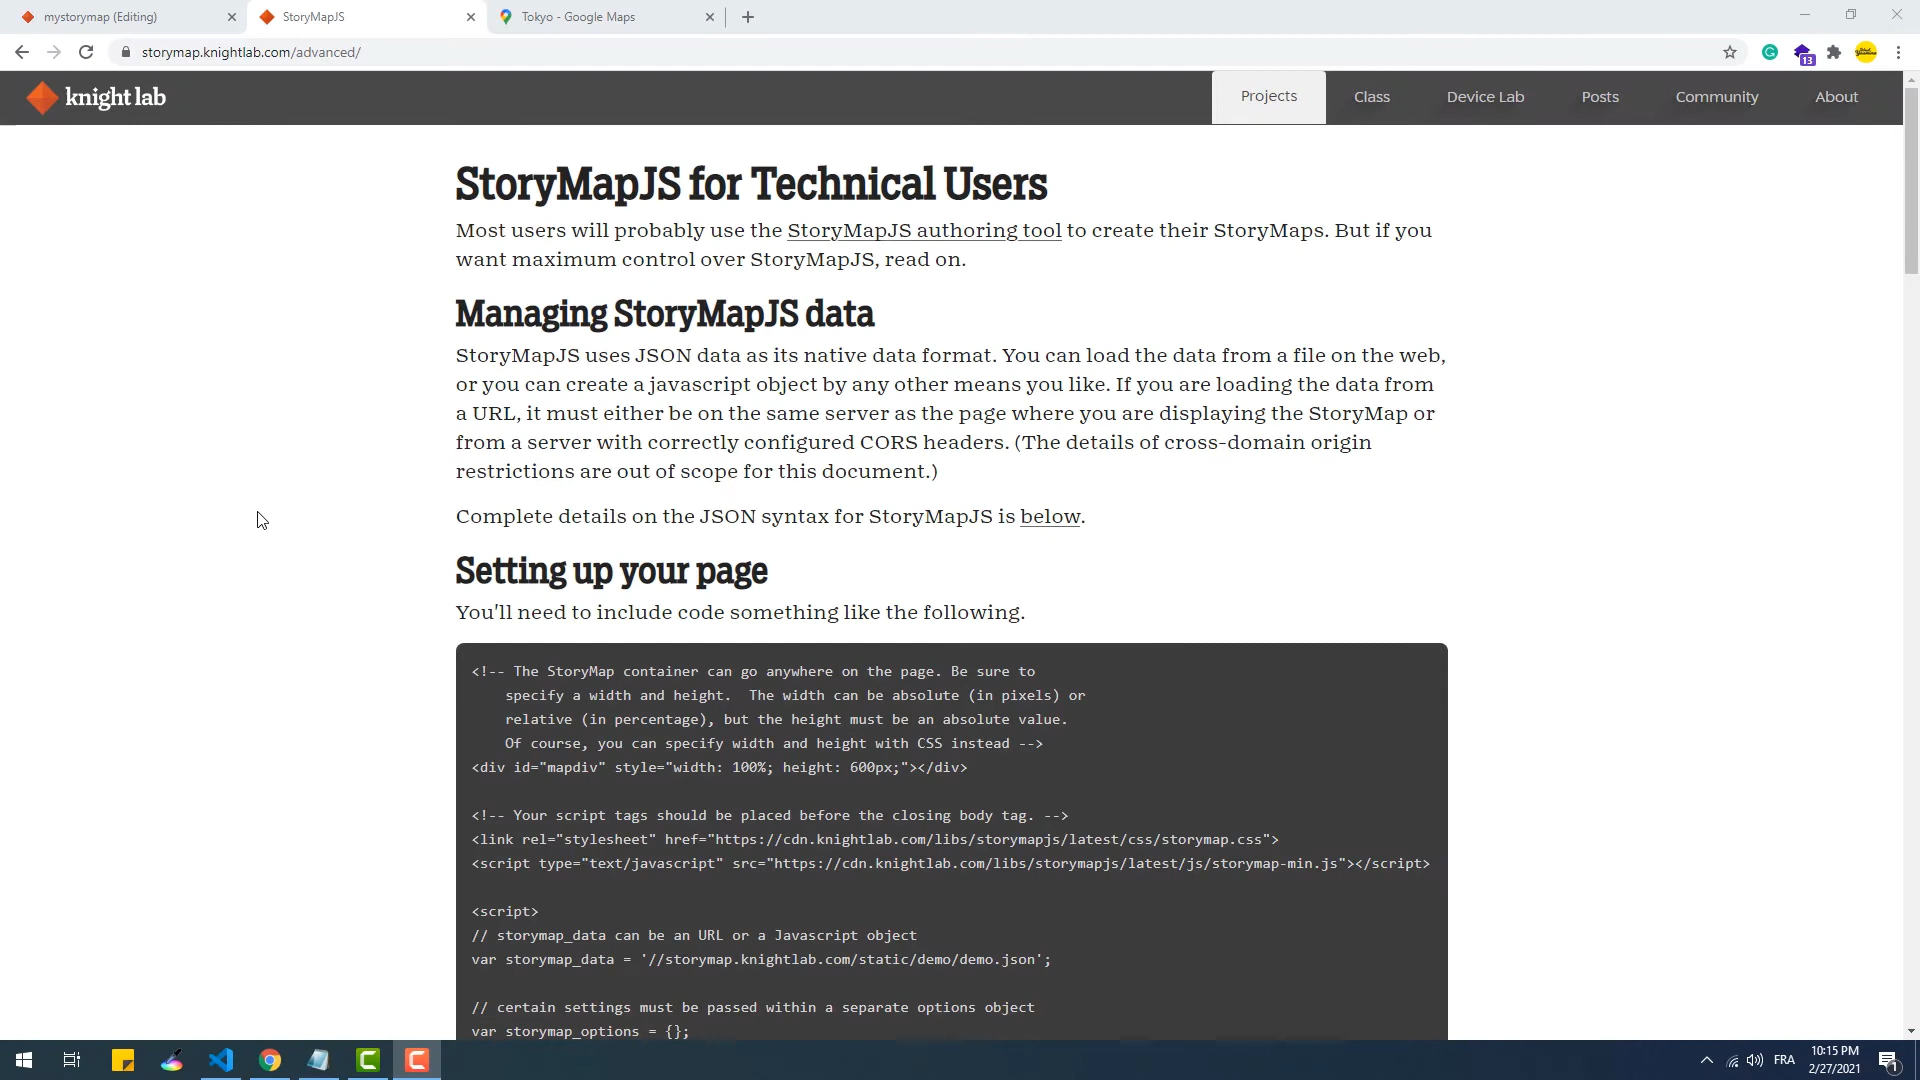 mystorymap (Editing)
StoryMapJS
Tokyo - Google Maps
storymap.knightlab.com/advanced/
13
knight lab
Projects
Class
Device Lab
Posts
Community
About
StoryMapJS for Technical Users
Most users will probably use the StoryMapJS authoring tool to create their StoryMaps. But if you
want maximum control over StoryMapJS, read on.
Managing StoryMapJS data
StoryMapJS uses JSON data as its native data format. You can load the data from a file on the web,
or you can create a javascript object by any other means you like. If you are loading the data from
a URL, it must either be on the same server as the page where you are displaying the StoryMap or
from a server with correctly configured CORS headers. (The details of cross-domain origin
restrictions are out of scope for this document.)
Complete details on the JSON syntax for StoryMapJS is below.
Setting up your page
You'll need to include code something like the following.
<!-- The StoryMap container can go anywhere on the page. Be sure to
specify a width and height.  The width can be absolute (in pixels) or
relative (in percentage), but the height must be an absolute value.
Of course, you can specify width and height with CSS instead -->
<div id="mapdiv" style="width: 100%; height: 600px;"></div>
<!-- Your script tags should be placed before the closing body tag. -->
<link rel="stylesheet" href="https://cdn.knightlab.com/libs/storymapjs/latest/css/storymap.css">
<script type="text/javascript" src="https://cdn.knightlab.com/libs/storymapjs/latest/js/storymap-min.js"></script>
<script>
// storymap_data can be an URL or a Javascript object
var storymap_data = '//storymap.knightlab.com/static/demo/demo.json';
// certain settings must be passed within a separate options object
var storymap_options = {};
FRA
10:15 PM
2/27/2021
1